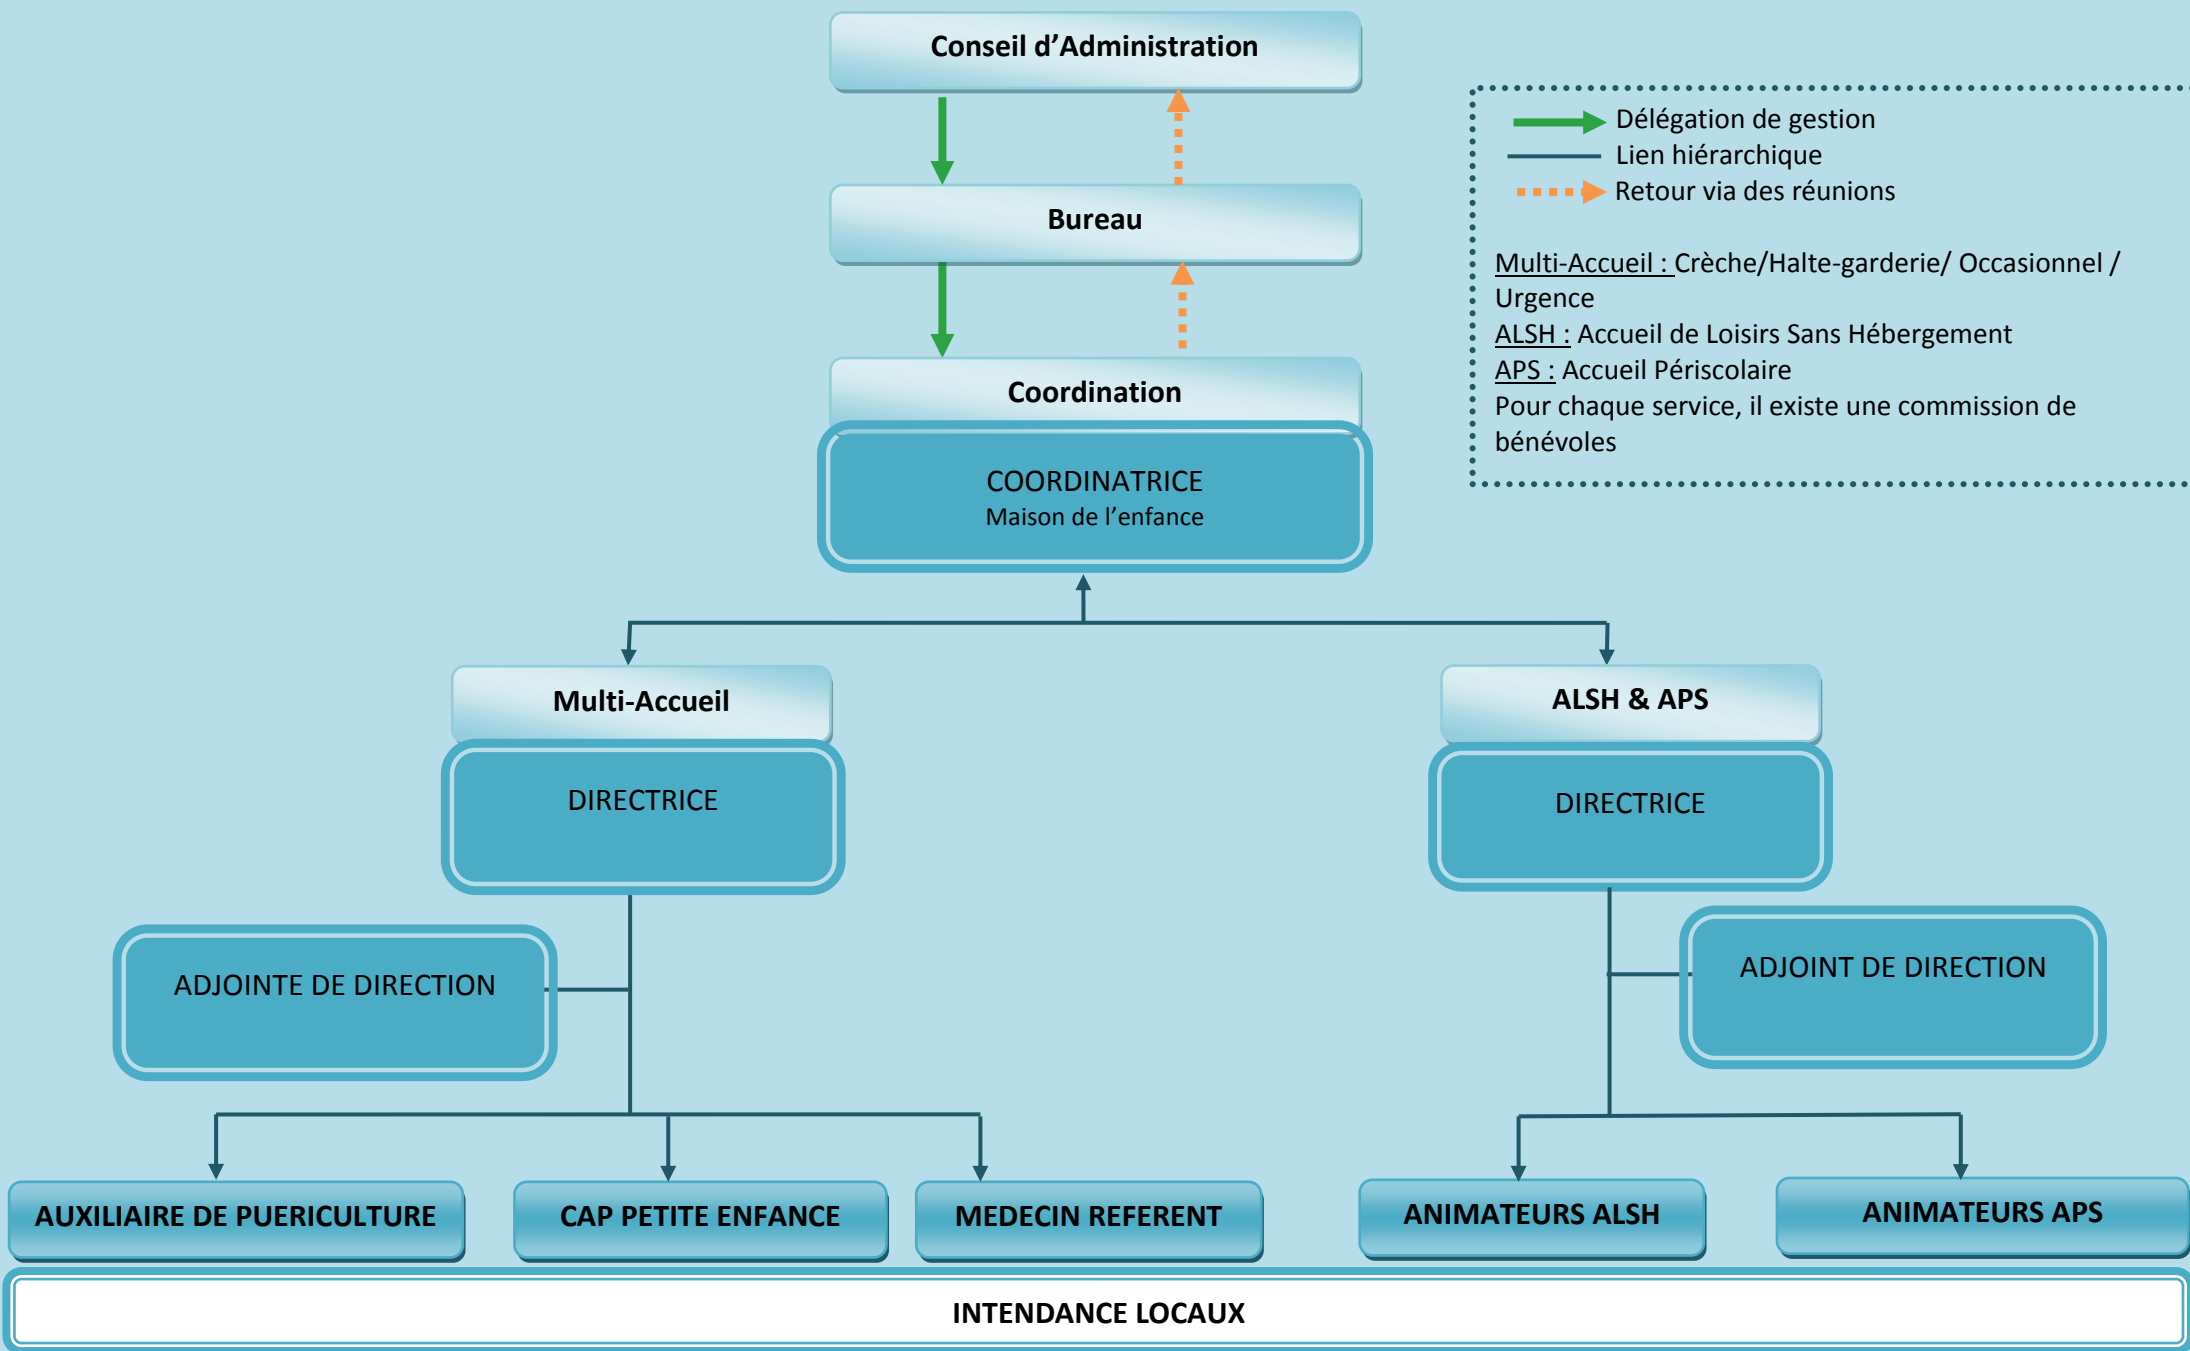 Conseil d’Administration
Délégation de gestion
Lien hiérarchique
Retour via des réunions
Bureau
Multi-Accueil : Crèche/Halte-garderie/ Occasionnel /
Urgence
ALSH : Accueil de Loisirs Sans Hébergement
APS : Accueil Périscolaire
Pour chaque service, il existe une commission de
bénévoles
Coordination
COORDINATRICE
Maison de l’enfance
Multi-Accueil
ALSH & APS
DIRECTRICE
DIRECTRICE
ADJOINTE DE DIRECTION
ADJOINT DE DIRECTION
AUXILIAIRE DE PUERICULTURE
CAP PETITE ENFANCE
MEDECIN REFERENT
ANIMATEURS ALSH
ANIMATEURS APS
INTENDANCE LOCAUX